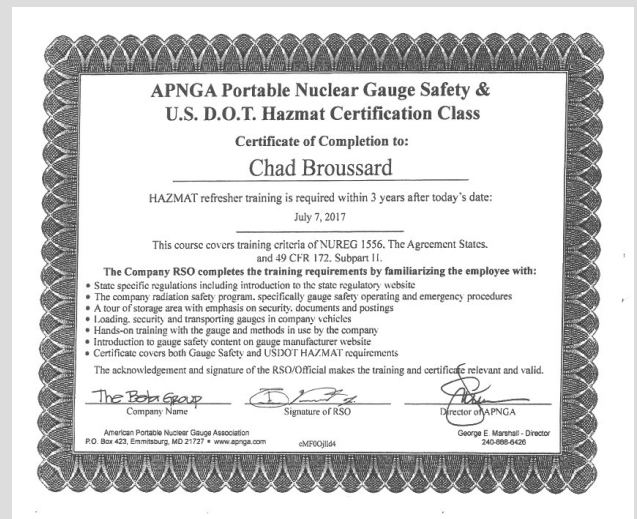 APNGA Portable Nuclear Gauge Safety &
U.S. D.O.T. Hazmat Certification Class
Certificate of Completion to:
Chad Broussard
HAZMAT refresher training is required within 3 years after today's date:
July 7, 2017
This course covers training criteria of NUREG 1556, The Agreement States,
and 49 CFR 172, Subpart H.
The Company RSO completes the training requirements by familiarizing the employee with:
• State specific regulations including introduction to the state regulatory website
• The company radiation safety program, specifically gauge safety operating and emergency procedures
• A tour of storage area with emphasis on security, documents and postings
• Loading, security and transporting gauges in company vehicles
• Hands-on training with the gauge and methods in use by the company
• Introduction to gauge safety content on gauge manufacturer website
• Certificate covers both Gauge Safety and USDOT HAZMAT requirements
The acknowledgement and signature of the RSO/Official makes the training and certificate relevant and valid.
The Beta Group
Company Name
Signature of RSO
Director of APNGA
American Portable Nuclear Gauge Association
P.O. Box 423, Emmitsburg, MD 21727 • www.apnga.com
George E. Marshall - Director
240-888-6426